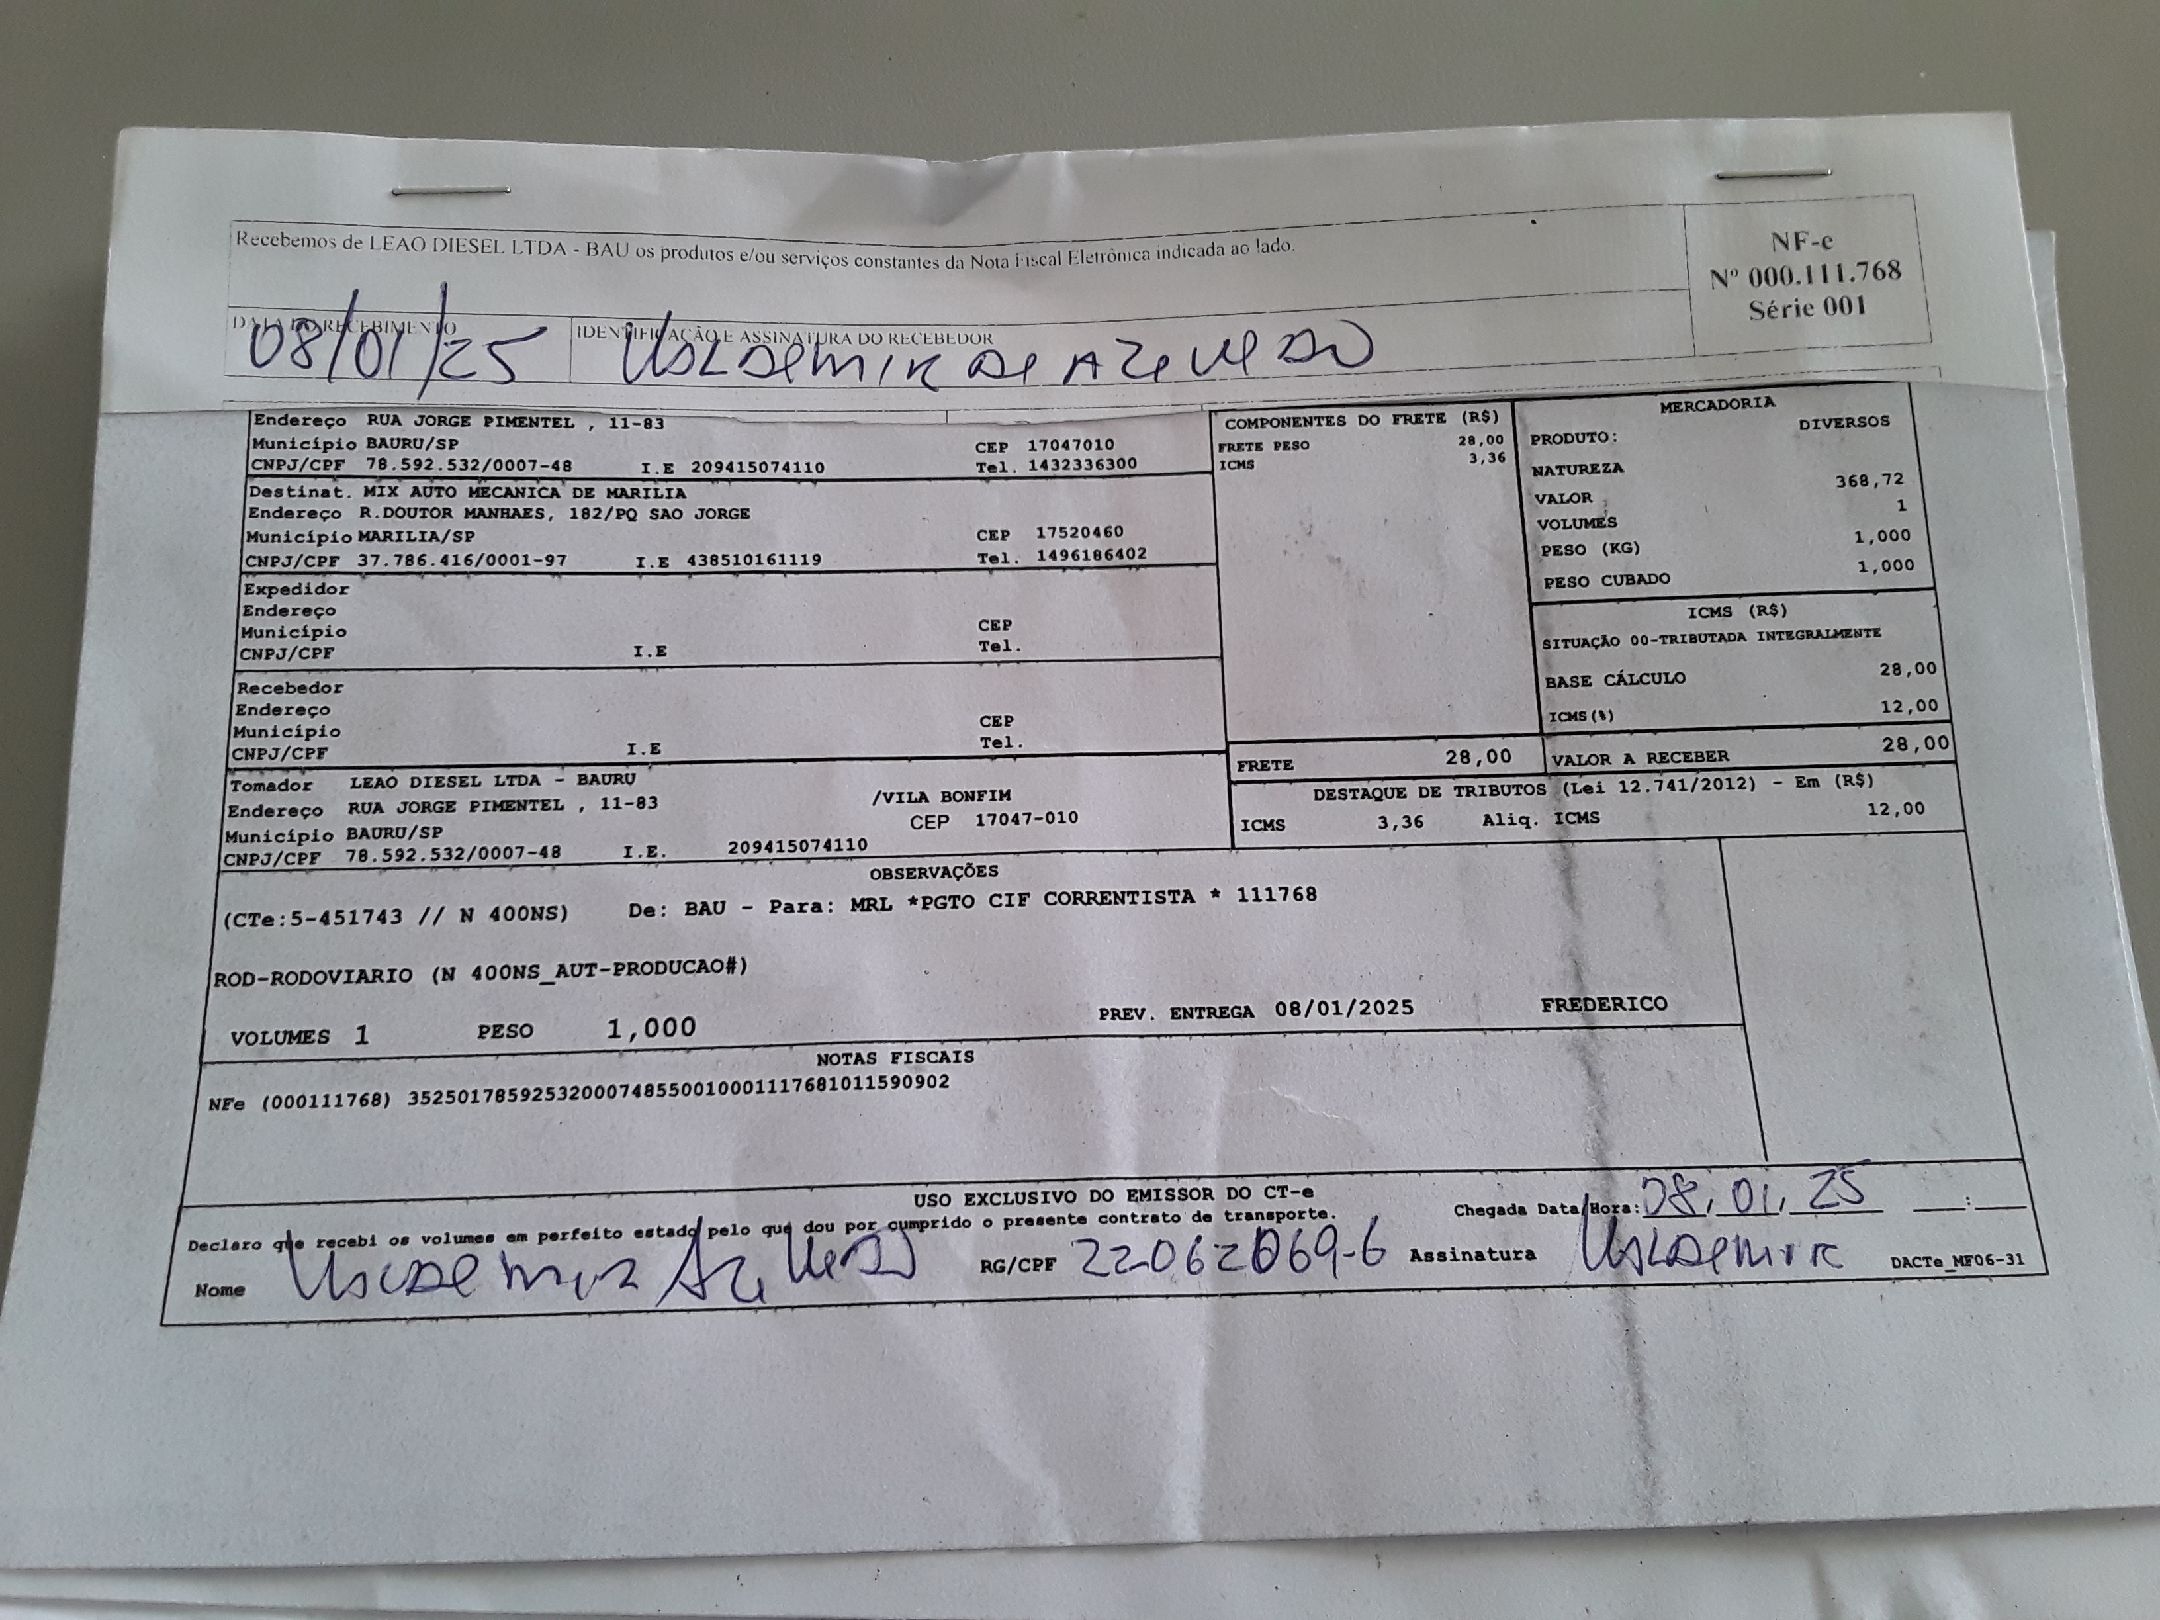 Recebemos de LEAO DIESEL LTDA - BAU os produtos e/ou serviços constantes da Nota Fiscal Eletrônica indicada ao lado.
NF-e
Nº 000.111.768
Série 001
DATA DO RECEBIMENTO
IDENTIFICAÇÃO E ASSINATURA DO RECEBEDOR
08/01/25 Valdemir de Azevedo
Endereço RUA JORGE PIMENTEL , 11-83
Município BAURU/SP CEP 17047010
CNPJ/CPF 78.592.532/0007-48 I.E 209415074110 Tel. 1432336300
Destinat. MIX AUTO MECANICA DE MARILIA
Endereço R.DOUTOR MANHAES, 182/PQ SAO JORGE
Município MARILIA/SP CEP 17520460
CNPJ/CPF 37.786.416/0001-97 I.E 438510161119 Tel. 1496186402
Expedidor
Endereço
Município CEP
CNPJ/CPF I.E Tel.
Recebedor
Endereço
Município CEP
CNPJ/CPF I.E Tel.
Tomador LEAO DIESEL LTDA - BAURU
Endereço RUA JORGE PIMENTEL , 11-83 /VILA BONFIM
Município BAURU/SP CEP 17047-010
CNPJ/CPF 78.592.532/0007-48 I.E. 209415074110
COMPONENTES DO FRETE (R$)
FRETE PESO 28,00
ICMS 3,36
FRETE 28,00
MERCADORIA
PRODUTO: DIVERSOS
NATUREZA
VALOR 368,72
VOLUMES 1
PESO (KG) 1,000
PESO CUBADO 1,000
ICMS (R$)
SITUAÇÃO 00-TRIBUTADA INTEGRALMENTE
BASE CÁLCULO 28,00
ICMS(%) 12,00
VALOR A RECEBER 28,00
DESTAQUE DE TRIBUTOS (Lei 12.741/2012) - Em (R$)
ICMS 3,36 Aliq. ICMS 12,00
OBSERVAÇÕES
(CTe:5-451743 // N 400NS) De: BAU - Para: MRL *PGTO CIF CORRENTISTA * 111768
ROD-RODOVIARIO (N 400NS_AUT-PRODUCAO#)
VOLUMES 1 PESO 1,000 PREV. ENTREGA 08/01/2025 FREDERICO
NOTAS FISCAIS
NFe (000111768) 35250178592532000748550010001117681011590902
USO EXCLUSIVO DO EMISSOR DO CT-e
Declaro que recebi os volumes em perfeito estado pelo que dou por cumprido o presente contrato de transporte.
Chegada Data/Hora: 08, 01, 25 __:__
Nome Valdemir Azevedo RG/CPF 22062069-6 Assinatura Valdemir DACTe_MF06-31